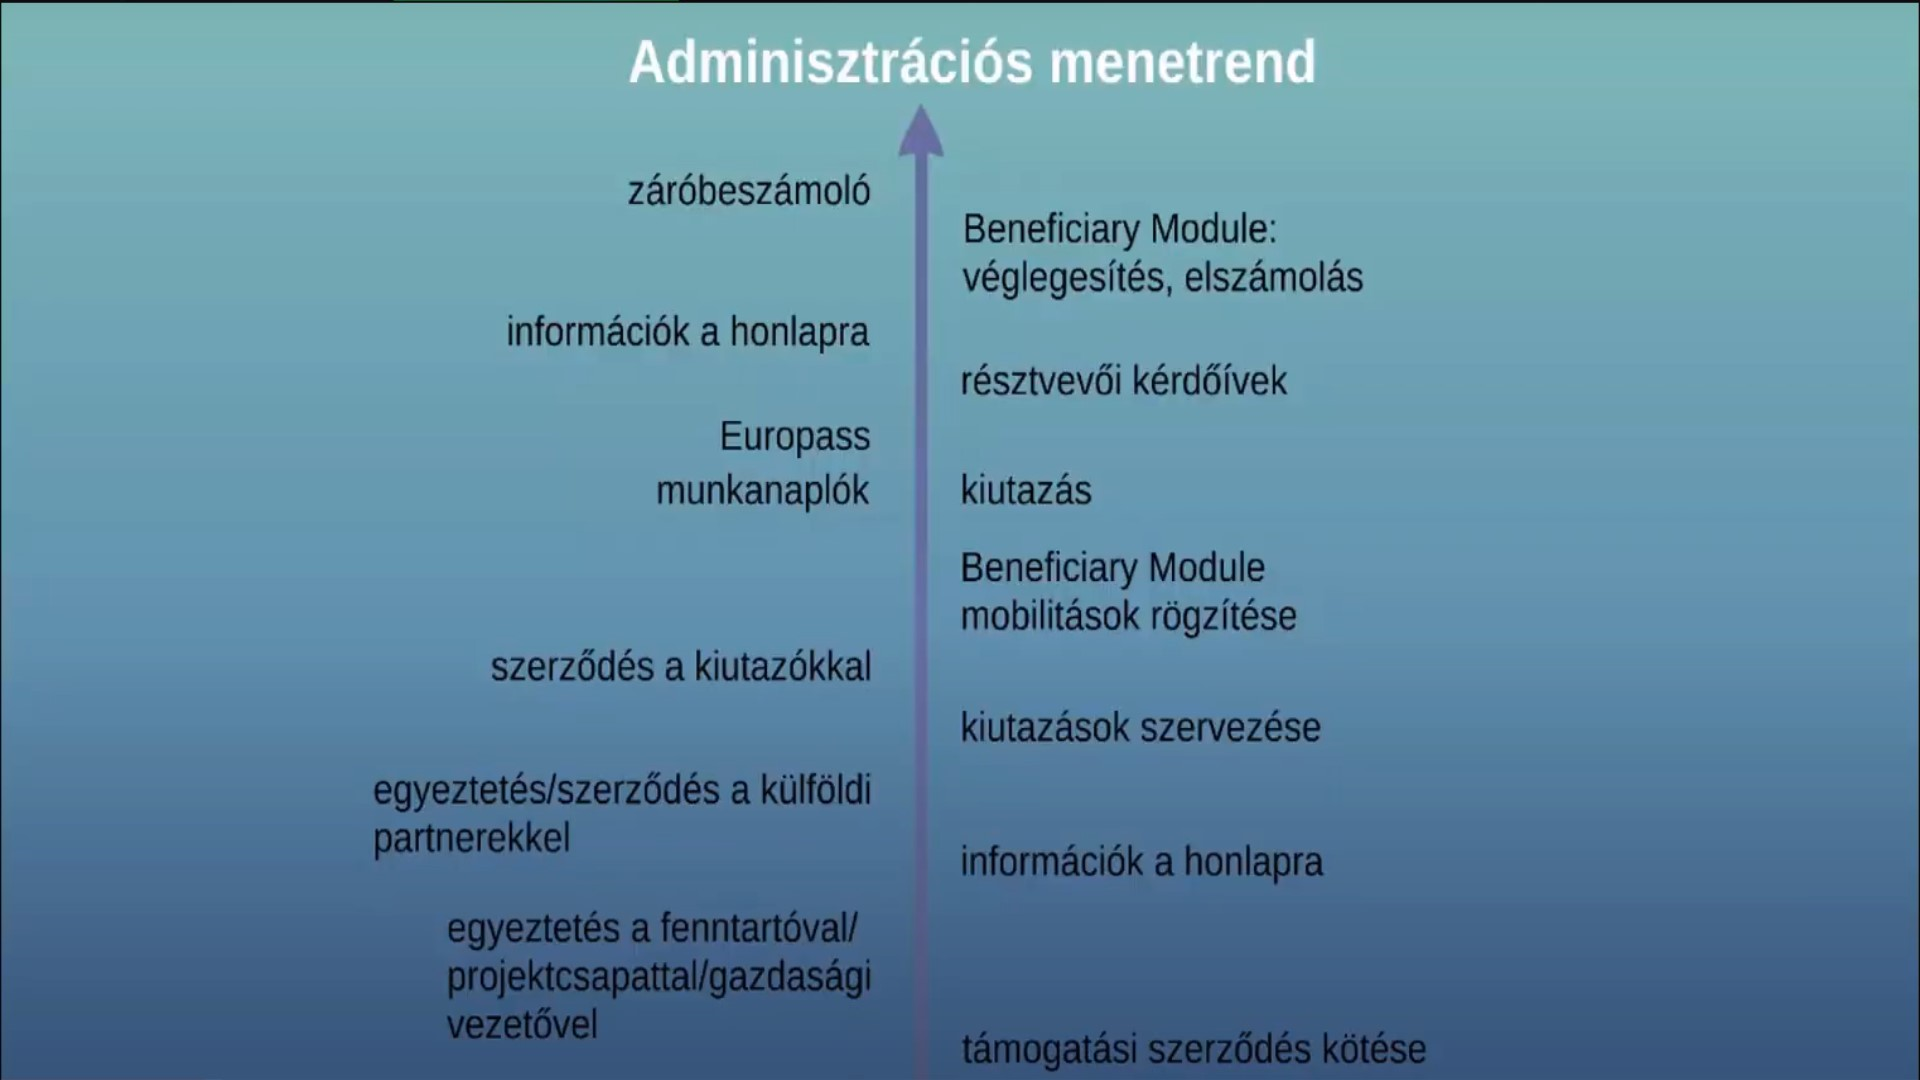 Adminisztrációs menetrend
záróbeszámoló
Beneficiary Module:
véglegesítés, elszámolás
információk a honlapra
résztvevői kérdőívek
Europass
munkanaplók
kiutazás
Beneficiary Module
mobilitások rögzítése
szerződés a kiutazókkal
kiutazások szervezése
egyeztetés/szerződés a külföldi
partnerekkel
információk a honlapra
egyeztetés a fenntartóval/
projektcsapattal/gazdasági
vezetővel
támogatási szerződés kötése